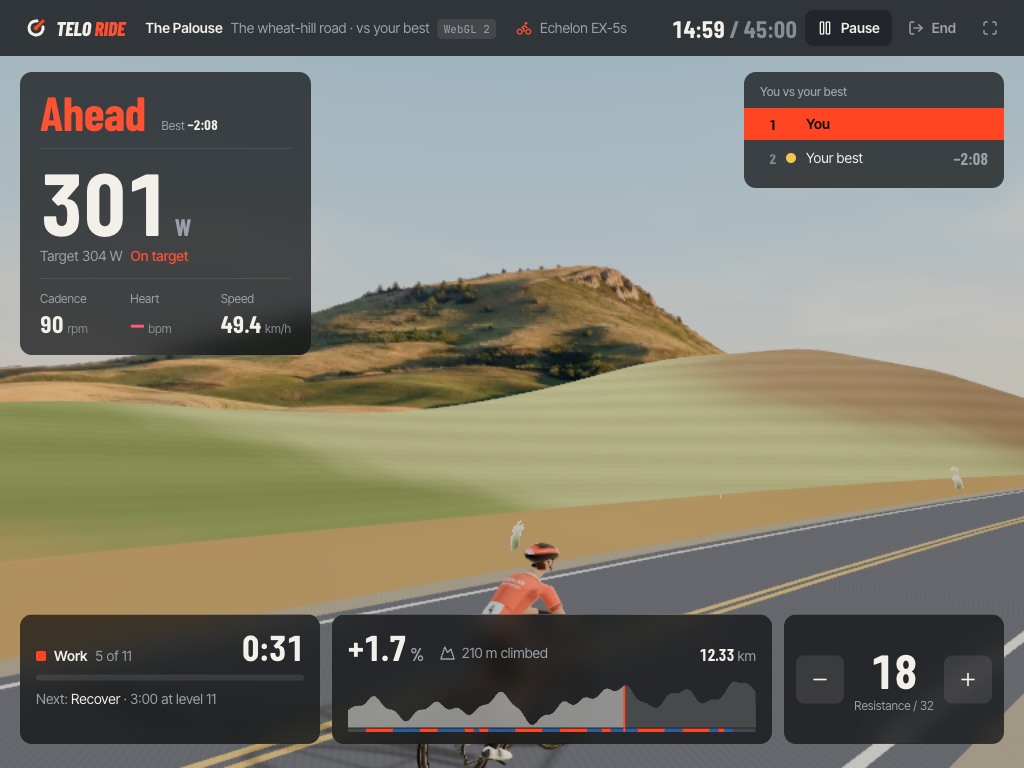 TELO RIDE The Palouse The wheat-hill road · vs your best WebGL 2 Echelon EX-5s 14:59 / 45:00 Pause End
Ahead Best −2:08
301 W
Target 304 W On target
Cadence Heart Speed
90 rpm – bpm 49.4 km/h
You vs your best
1 You
2 Your best −2:08
Work 5 of 11 0:31
Next: Recover · 3:00 at level 11
+1.7 % 210 m climbed 12.33 km
− 18 +
Resistance / 32